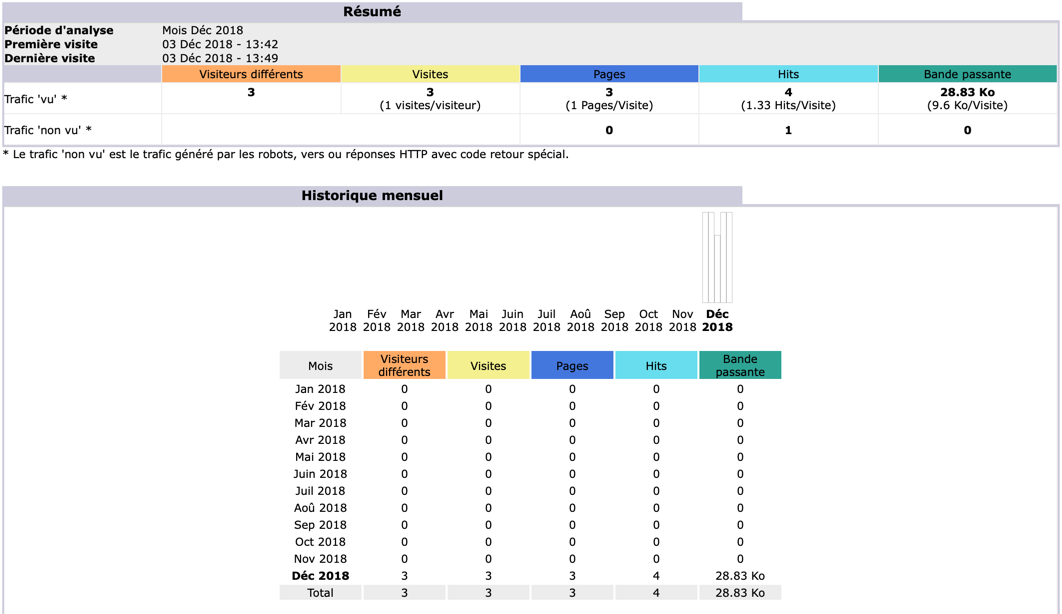 Résumé
Période d'analyse Mois Déc 2018
Première visite 03 Déc 2018 - 13:42
Dernière visite 03 Déc 2018 - 13:49
Visiteurs différents Visites Pages Hits Bande passante
Trafic 'vu' * 3 3 3 4 28.83 Ko
(1 visites/visiteur) (1 Pages/Visite) (1.33 Hits/Visite) (9.6 Ko/Visite)
Trafic 'non vu' * 0 1 0
* Le trafic 'non vu' est le trafic généré par les robots, vers ou réponses HTTP avec code retour spécial.
Historique mensuel
Jan Fév Mar Avr Mai Juin Juil Aoû Sep Oct Nov Déc
2018 2018 2018 2018 2018 2018 2018 2018 2018 2018 2018 2018
Mois Visiteurs différents Visites Pages Hits Bande passante
Jan 2018 0 0 0 0 0
Fév 2018 0 0 0 0 0
Mar 2018 0 0 0 0 0
Avr 2018 0 0 0 0 0
Mai 2018 0 0 0 0 0
Juin 2018 0 0 0 0 0
Juil 2018 0 0 0 0 0
Aoû 2018 0 0 0 0 0
Sep 2018 0 0 0 0 0
Oct 2018 0 0 0 0 0
Nov 2018 0 0 0 0 0
Déc 2018 3 3 3 4 28.83 Ko
Total 3 3 3 4 28.83 Ko